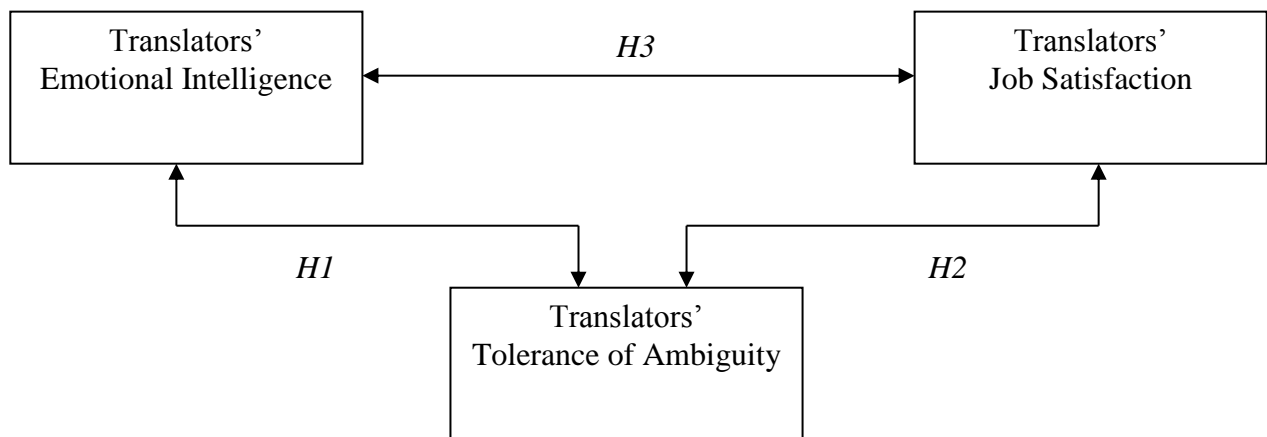 Translators’
Emotional Intelligence
H3
Translators’
Job Satisfaction
H1
H2
Translators’
Tolerance of Ambiguity